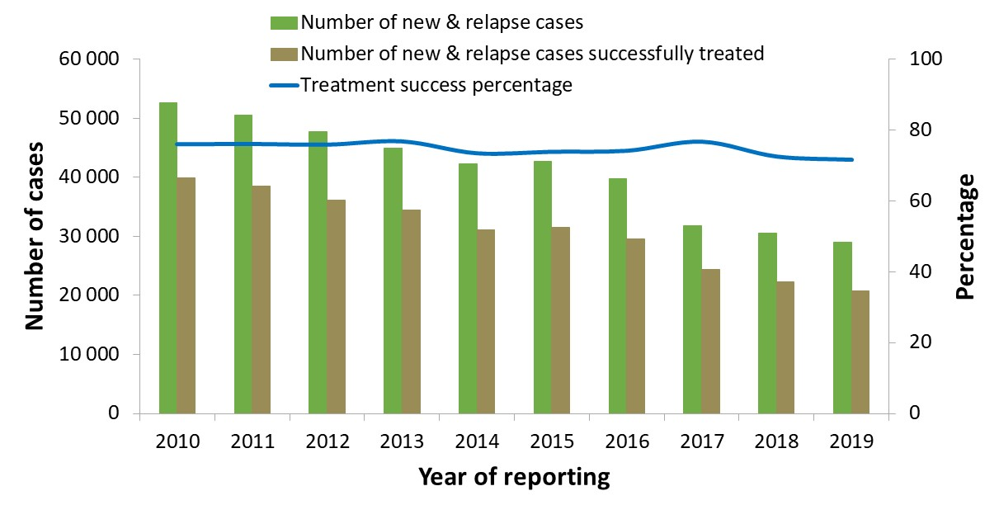 Number of new & relapse cases
Number of new & relapse cases successfully treated
Treatment success percentage
60 000
50 000
40 000
30 000
20 000
10 000
0
Number of cases
100
80
60
40
20
0
Percentage
2010 2011 2012 2013 2014 2015 2016 2017 2018 2019
Year of reporting